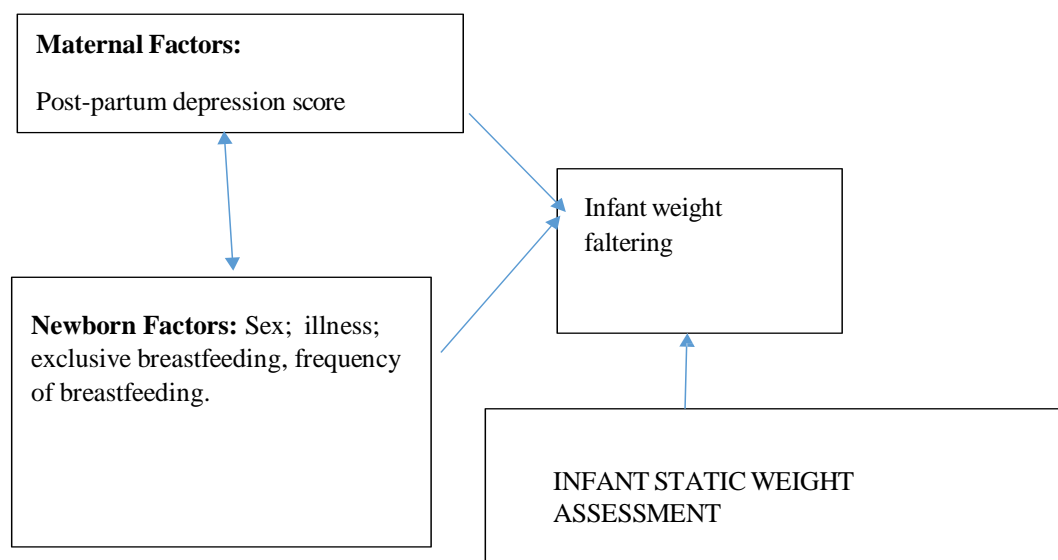 Maternal Factors:
Post-partum depression score
Infant weight
faltering
Newborn Factors: Sex; illness;
exclusive breastfeeding, frequency
of breastfeeding.
INFANT STATIC WEIGHT
ASSESSMENT